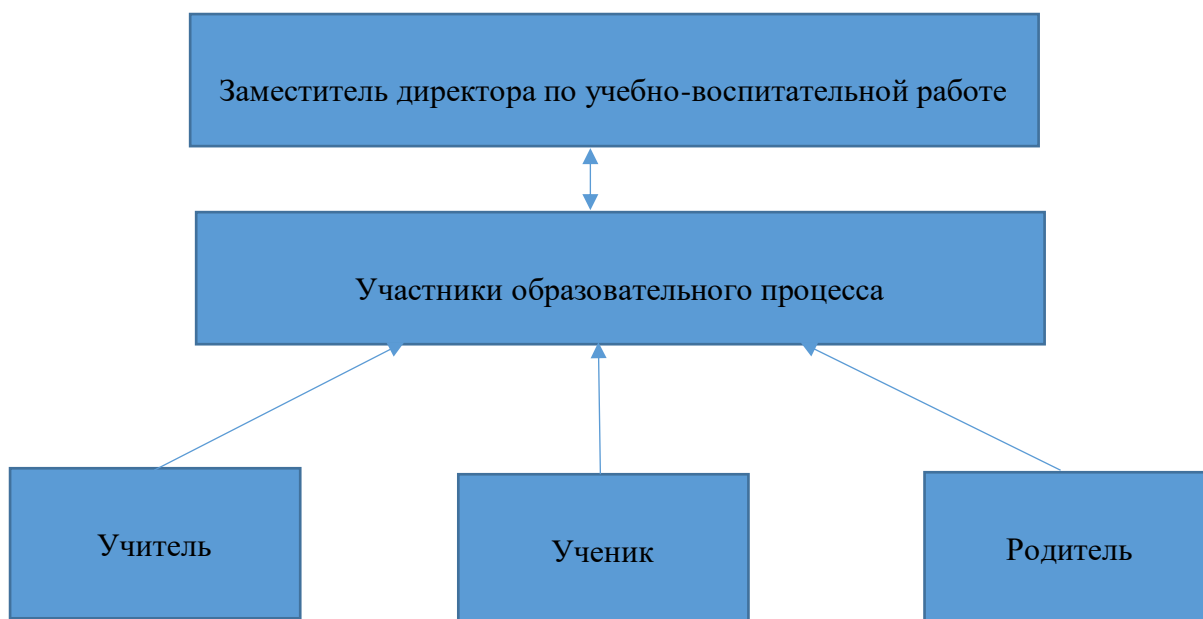 Заместитель директора по учебно-воспитательной работе
Участники образовательного процесса
Учитель
Ученик
Родитель